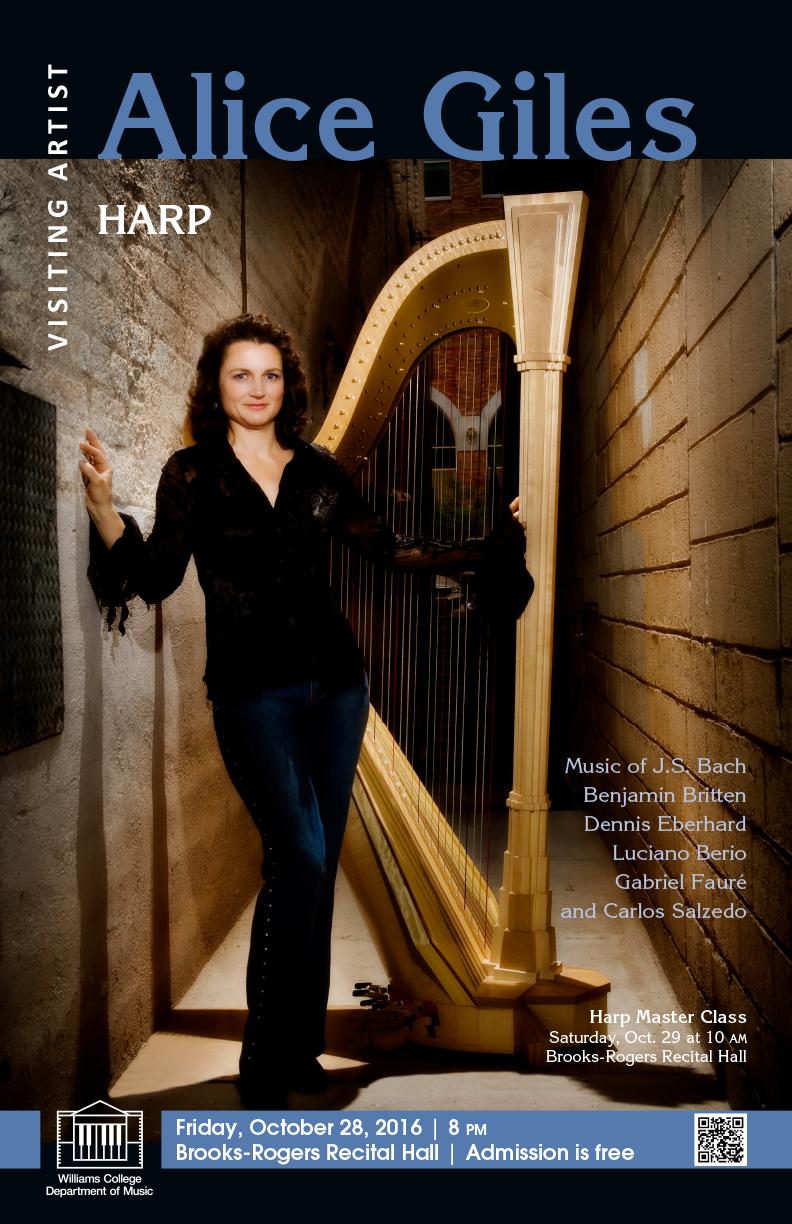 VISITING ARTIST
Alice Giles
HARP
Music of J.S. Bach
Benjamin Britten
Dennis Eberhard
Luciano Berio
Gabriel Fauré
and Carlos Salzedo
Harp Master Class
Saturday, Oct. 29 at 10 AM
Brooks-Rogers Recital Hall
Friday, October 28, 2016 | 8 PM
Brooks-Rogers Recital Hall | Admission is free
Williams College
Department of Music